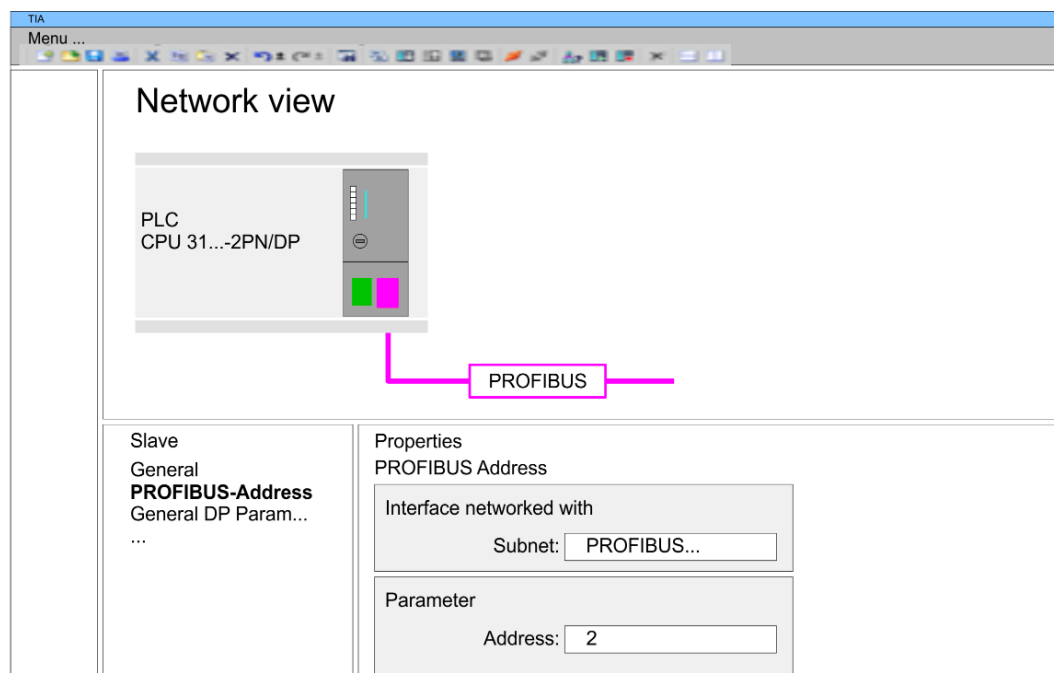 TIA
Menu ...
Network view
PLC
CPU 31...-2PN/DP
PROFIBUS
Slave
General
PROFIBUS-Address
General DP Param...
...
Properties
PROFIBUS Address
Interface networked with
Subnet: PROFIBUS...
Parameter
Address: 2